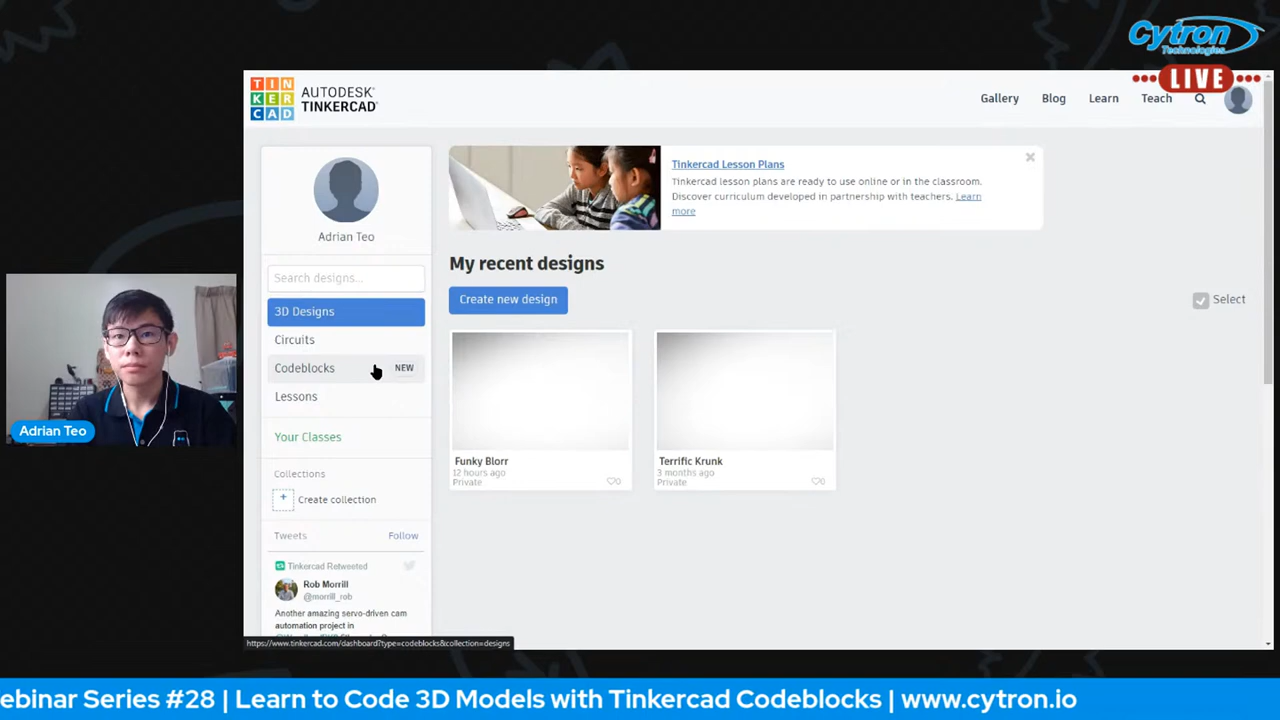 Cytron
Technologies
LIVE
TIN
KER
CAD
AUTODESK®
TINKERCAD®
Gallery
Blog
Learn
Teach
Adrian Teo
Search designs...
3D Designs
Circuits
Codeblocks
NEW
Lessons
Your Classes
Collections
+
Create collection
Tweets
Follow
Tinkercad Retweeted
Rob Morrill
@morrill_rob
Another amazing servo-driven cam
automation project in
Tinkercad Lesson Plans
Tinkercad lesson plans are ready to use online or in the classroom.
Discover curriculum developed in partnership with teachers. Learn
more
My recent designs
Create new design
Select
Funky Blorr
12 hours ago
Private
0
Terrific Krunk
3 months ago
Private
0
https://www.tinkercad.com/dashboard?type=codeblocks&collection=designs
Adrian Teo
ebinar Series #28 | Learn to Code 3D Models with Tinkercad Codeblocks | www.cytron.io